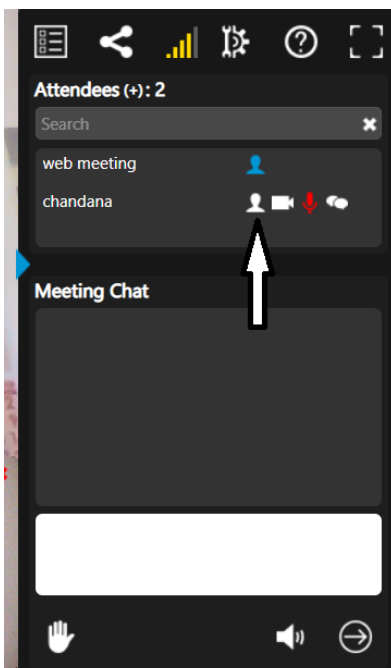 Attendees (+): 2
Search
web meeting
chandana
Meeting Chat